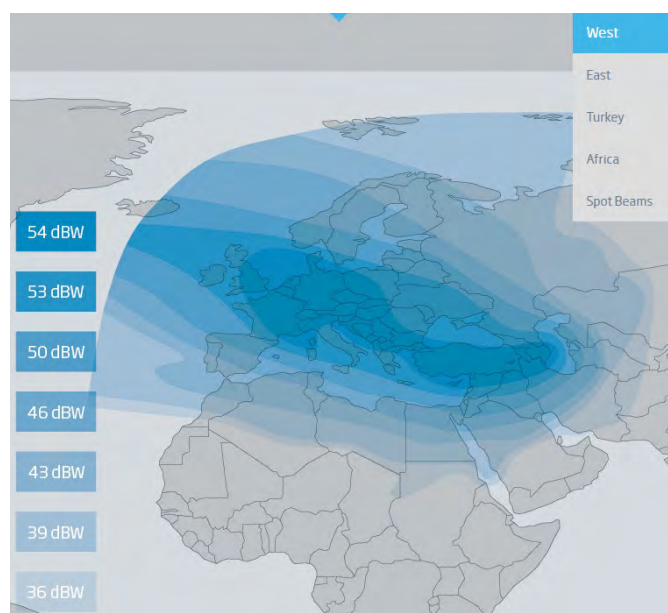 West
East
Turkey
Africa
Spot Beams
54 dBW
53 dBW
50 dBW
46 dBW
43 dBW
39 dBW
36 dBW